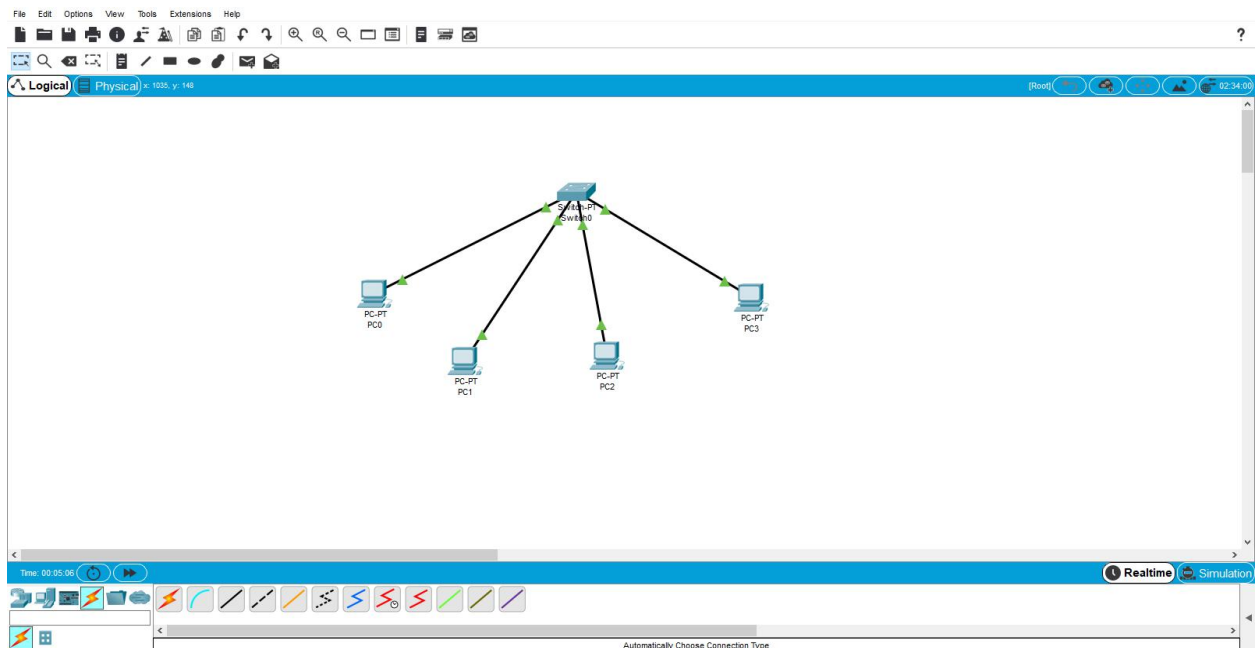 File Edit Options View Tools Extensions Help
?
Logical Physical x: 1035, y: 148 [Root] 02:34:00
Switch-PT
Switch0
PC-PT
PC0
PC-PT
PC3
PC-PT
PC1
PC-PT
PC2
Time: 00:05:06 Realtime Simulation
Automatically Choose Connection Type